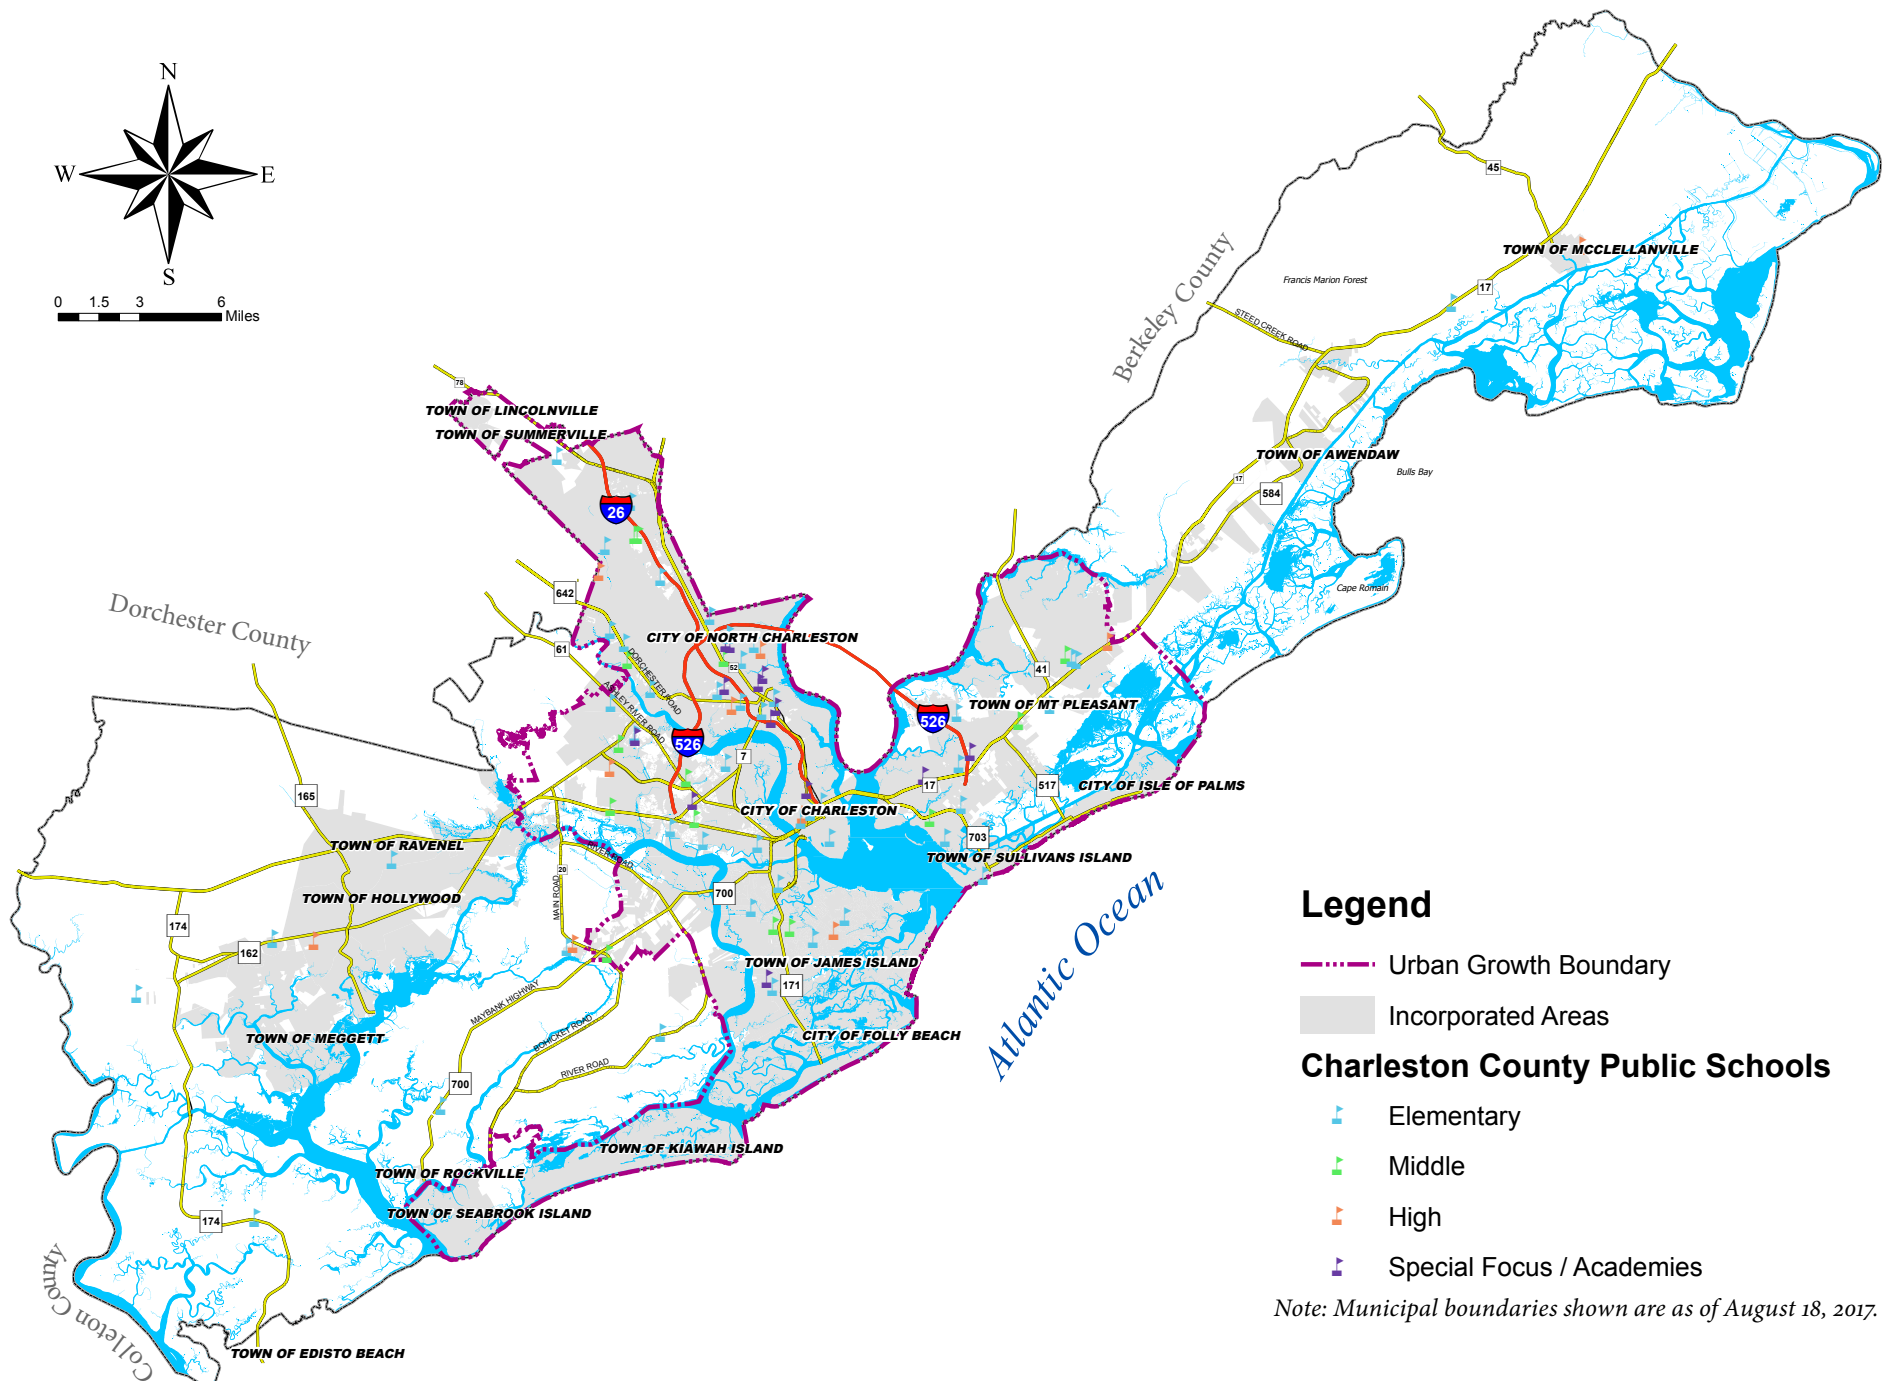 N
W
E
S
0 1.5 3 6
Miles
45
TOWN OF MCCLELLANVILLE
Berkeley County
Francis Marion Forest
17
STEED CREEK ROAD
78
TOWN OF LINCOLNVILLE
TOWN OF SUMMERVILLE
TOWN OF AWENDAW
Bulls Bay
17
584
26
Cape Romain
642
Dorchester County
61
CITY OF NORTH CHARLESTON
DORCHESTER ROAD
52
41
ASHLEY RIVER ROAD
TOWN OF MT PLEASANT
526
526
7
165
17
517
CITY OF ISLE OF PALMS
CITY OF CHARLESTON
TOWN OF RAVENEL
RIVER ROAD
703
TOWN OF SULLIVANS ISLAND
20
MAIN ROAD
700
TOWN OF HOLLYWOOD
174
162
Atlantic Ocean
TOWN OF JAMES ISLAND
171
MAYBANK HIGHWAY
BOHICKET ROAD
TOWN OF MEGGETT
CITY OF FOLLY BEACH
RIVER ROAD
700
TOWN OF KIAWAH ISLAND
TOWN OF ROCKVILLE
TOWN OF SEABROOK ISLAND
174
Colleton County
TOWN OF EDISTO BEACH
Legend
Urban Growth Boundary
Incorporated Areas
Charleston County Public Schools
Elementary
Middle
High
Special Focus / Academies
Note: Municipal boundaries shown are as of August 18, 2017.